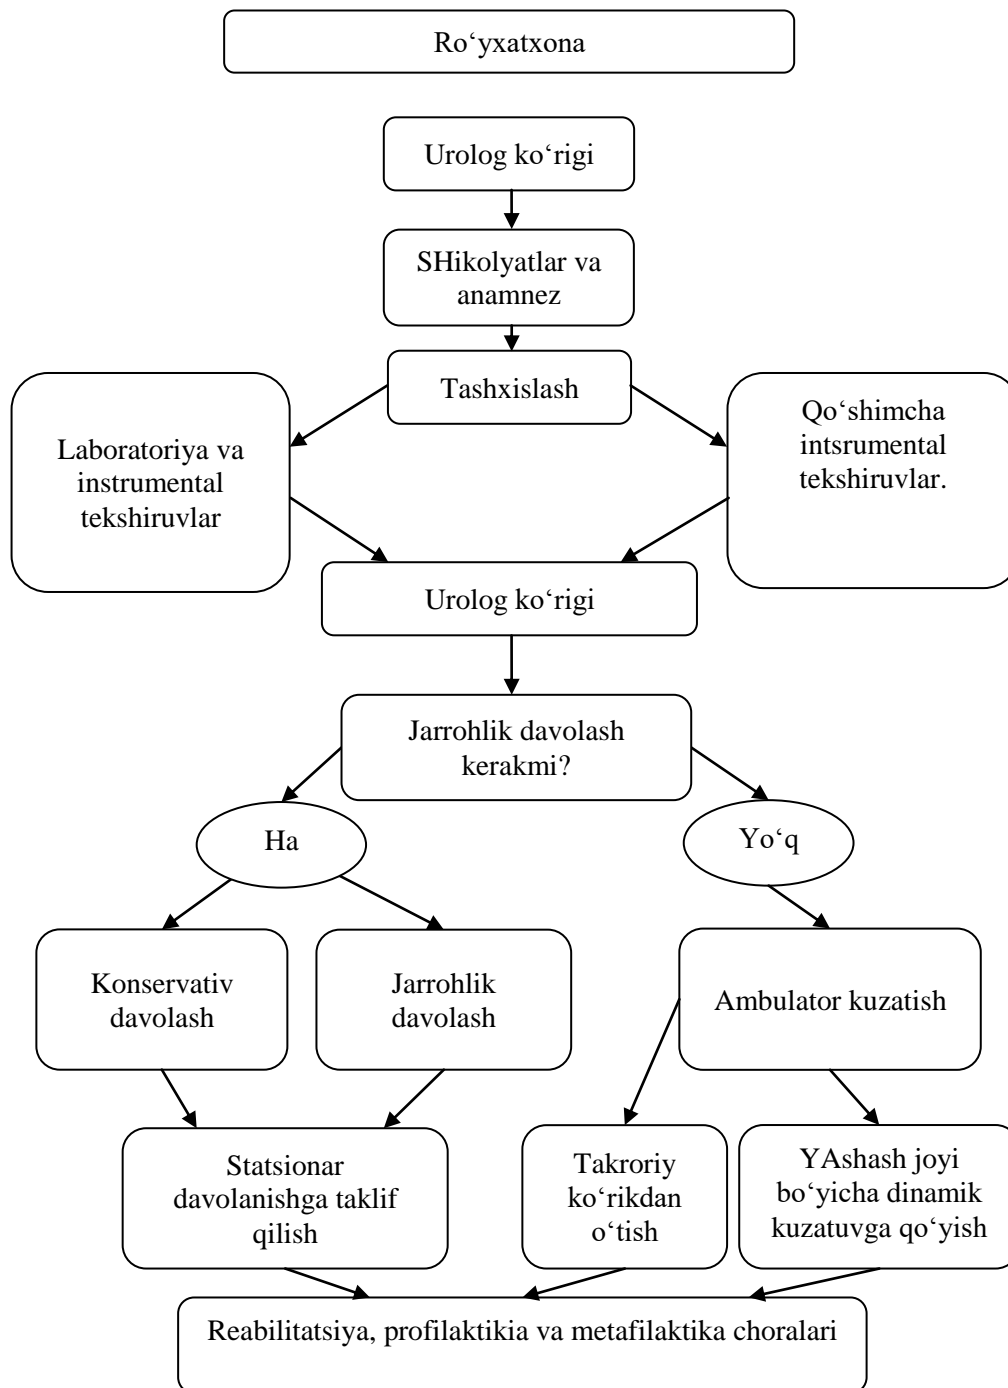 Ro‘yxatxona
Urolog ko‘rigi
SHikolyatlar va
anamnez
Tashxislash
Laboratoriya va
instrumental
tekshiruvlar
Qo‘shimcha
intsrumental
tekshiruvlar.
Urolog ko‘rigi
Jarrohlik davolash
kerakmi?
Ha
Yo‘q
Konservativ
davolash
Jarrohlik
davolash
Ambulator kuzatish
Statsionar
davolanishga taklif
qilish
Takroriy
ko‘rikdan
o‘tish
YAshash joyi
bo‘yicha dinamik
kuzatuvga qo‘yish
Reabilitatsiya, profilaktikia va metafilaktika choralari